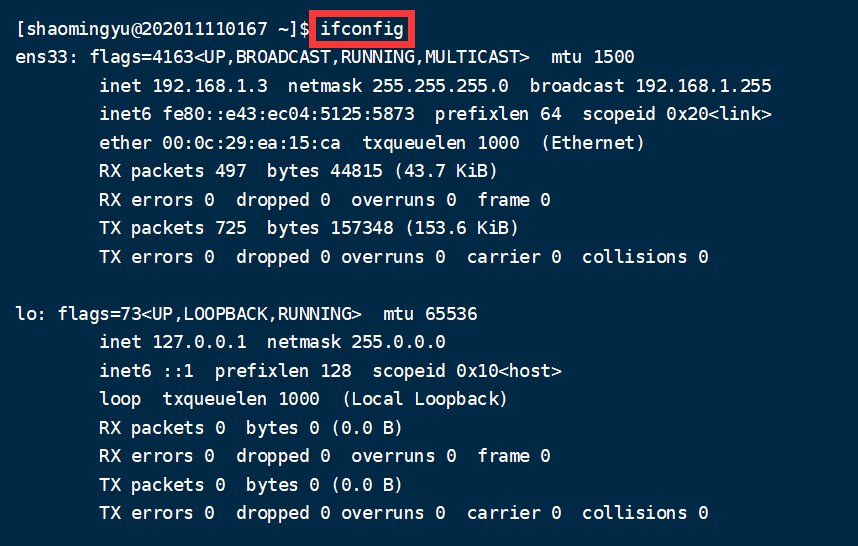 [shaomingyu@202011110167 ~]$ ifconfig
ens33: flags=4163<UP,BROADCAST,RUNNING,MULTICAST>  mtu 1500
        inet 192.168.1.3  netmask 255.255.255.0  broadcast 192.168.1.255
        inet6 fe80::e43:ec04:5125:5873  prefixlen 64  scopeid 0x20<link>
        ether 00:0c:29:ea:15:ca  txqueuelen 1000  (Ethernet)
        RX packets 497  bytes 44815 (43.7 KiB)
        RX errors 0  dropped 0  overruns 0  frame 0
        TX packets 725  bytes 157348 (153.6 KiB)
        TX errors 0  dropped 0 overruns 0  carrier 0  collisions 0

lo: flags=73<UP,LOOPBACK,RUNNING>  mtu 65536
        inet 127.0.0.1  netmask 255.0.0.0
        inet6 ::1  prefixlen 128  scopeid 0x10<host>
        loop  txqueuelen 1000  (Local Loopback)
        RX packets 0  bytes 0 (0.0 B)
        RX errors 0  dropped 0  overruns 0  frame 0
        TX packets 0  bytes 0 (0.0 B)
        TX errors 0  dropped 0 overruns 0  carrier 0  collisions 0